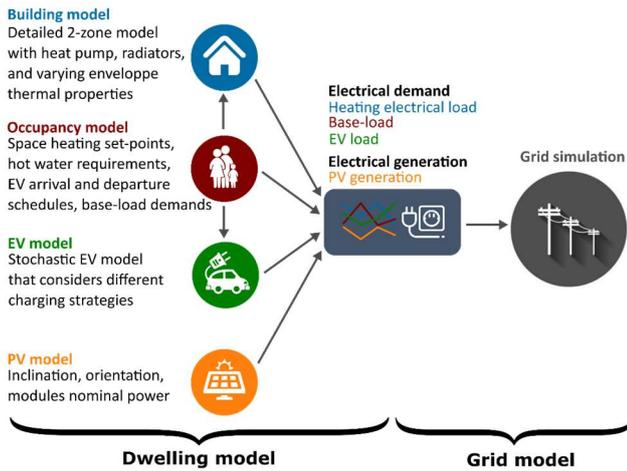 Building model
Detailed 2-zone model
with heat pump, radiators,
and varying enveloppe
thermal properties
Occupancy model
Space heating set-points,
hot water requirements,
EV arrival and departure
schedules, base-load demands
EV model
Stochastic EV model
that considers different
charging strategies
PV model
Inclination, orientation,
modules nominal power
Electrical demand
Heating electrical load
Base-load
EV load
Electrical generation
PV generation
Grid simulation
Dwelling model
Grid model